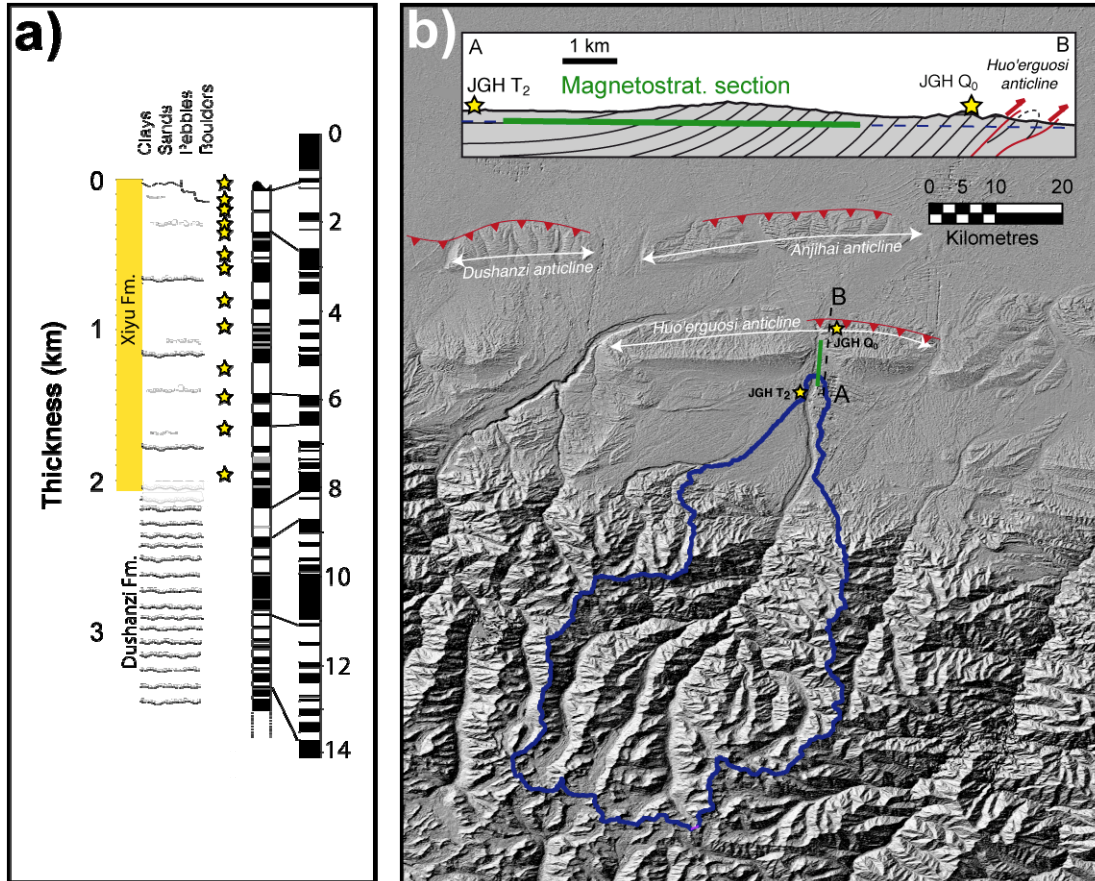 a)
Clays
Sands
Pebbles
Bouldors
0
1
2
3
Thickness (km)
Xiyu Fm.
Dushanzi Fm.
0
2
4
6
8
10
12
14
b)
A
1 km
B
JGH T2
Magnetostrat. section
JGH Q0
Huo'erguosi
anticline
0 5 10 20
Kilometres
Dushanzi anticline
Anjihai anticline
B
Huo'erguosi anticline
JGH Q0
JGH T2
A